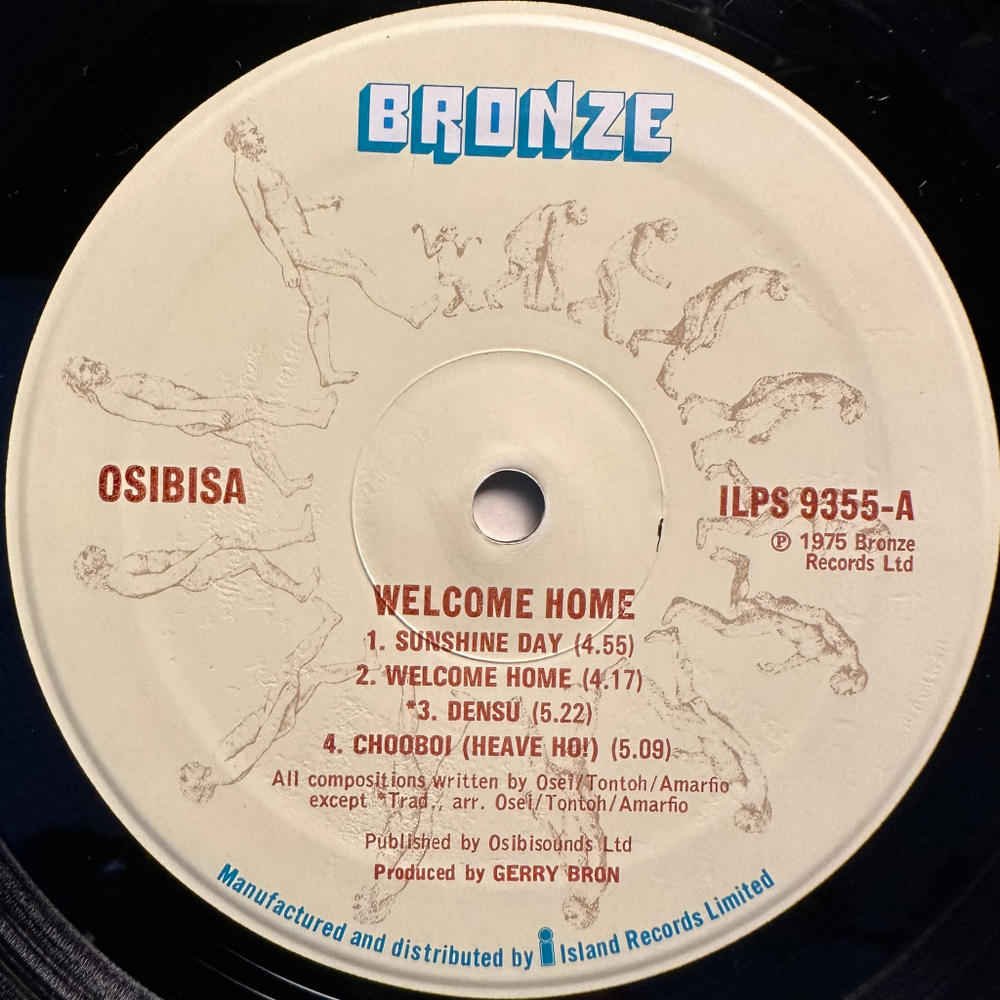 BRONZE
OSIBISA
ILPS 9355-A
℗ 1975 Bronze
Records Ltd
WELCOME HOME
1. SUNSHINE DAY (4.55)
2. WELCOME HOME (4.17)
*3. DENSU (5.22)
4. CHOOBOI (HEAVE HO!) (5.09)
All compositions written by Osei/Tontoh/Amarfio
except *Trad., arr. Osei/Tontoh/Amarfio
Published by Osibisounds Ltd
Produced by GERRY BRON
Manufactured and distributed by i Island Records Limited